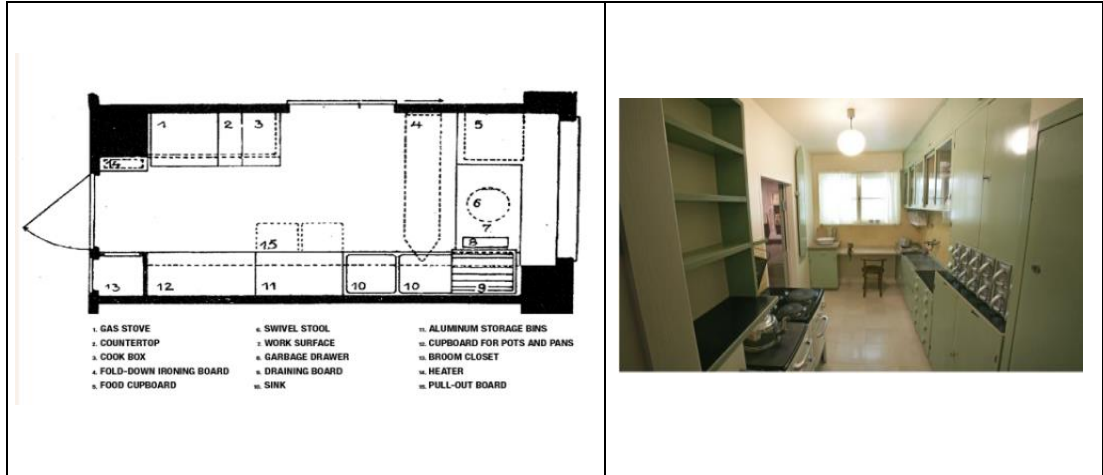 1 2 3 4 5
14
6
7
15 8
13 12 11 10 10 9
1. GAS STOVE
2. COUNTERTOP
3. COOK BOX
4. FOLD-DOWN IRONING BOARD
5. FOOD CUPBOARD
6. SWIVEL STOOL
7. WORK SURFACE
8. GARBAGE DRAWER
9. DRAINING BOARD
10. SINK
11. ALUMINUM STORAGE BINS
12. CUPBOARD FOR POTS AND PANS
13. BROOM CLOSET
14. HEATER
15. PULL-OUT BOARD